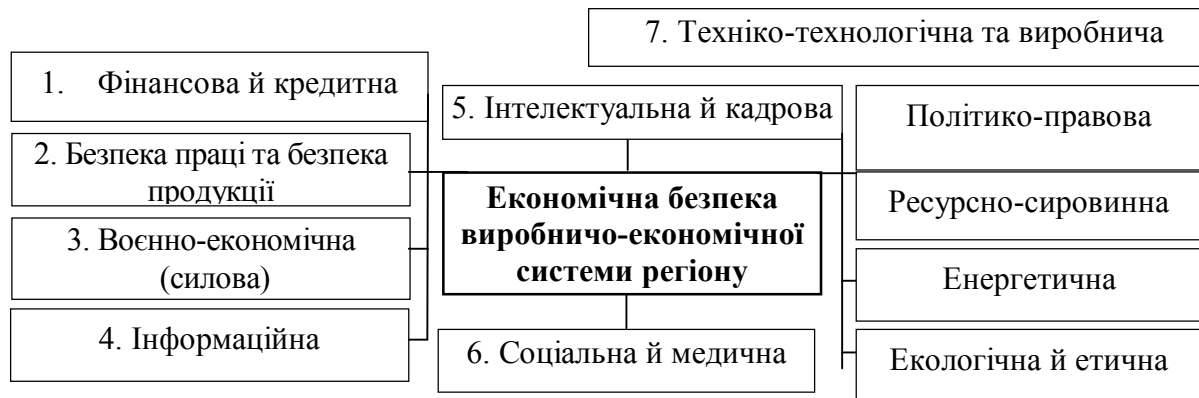 7. Техніко-технологічна та виробнича
1. Фінансова й кредитна
2. Безпека праці та безпека
продукції
3. Воєнно-економічна
(силова)
4. Інформаційна
5. Інтелектуальна й кадрова
Економічна безпека
виробничо-економічної
системи регіону
6. Соціальна й медична
Політико-правова
Ресурсно-сировинна
Енергетична
Екологічна й етична